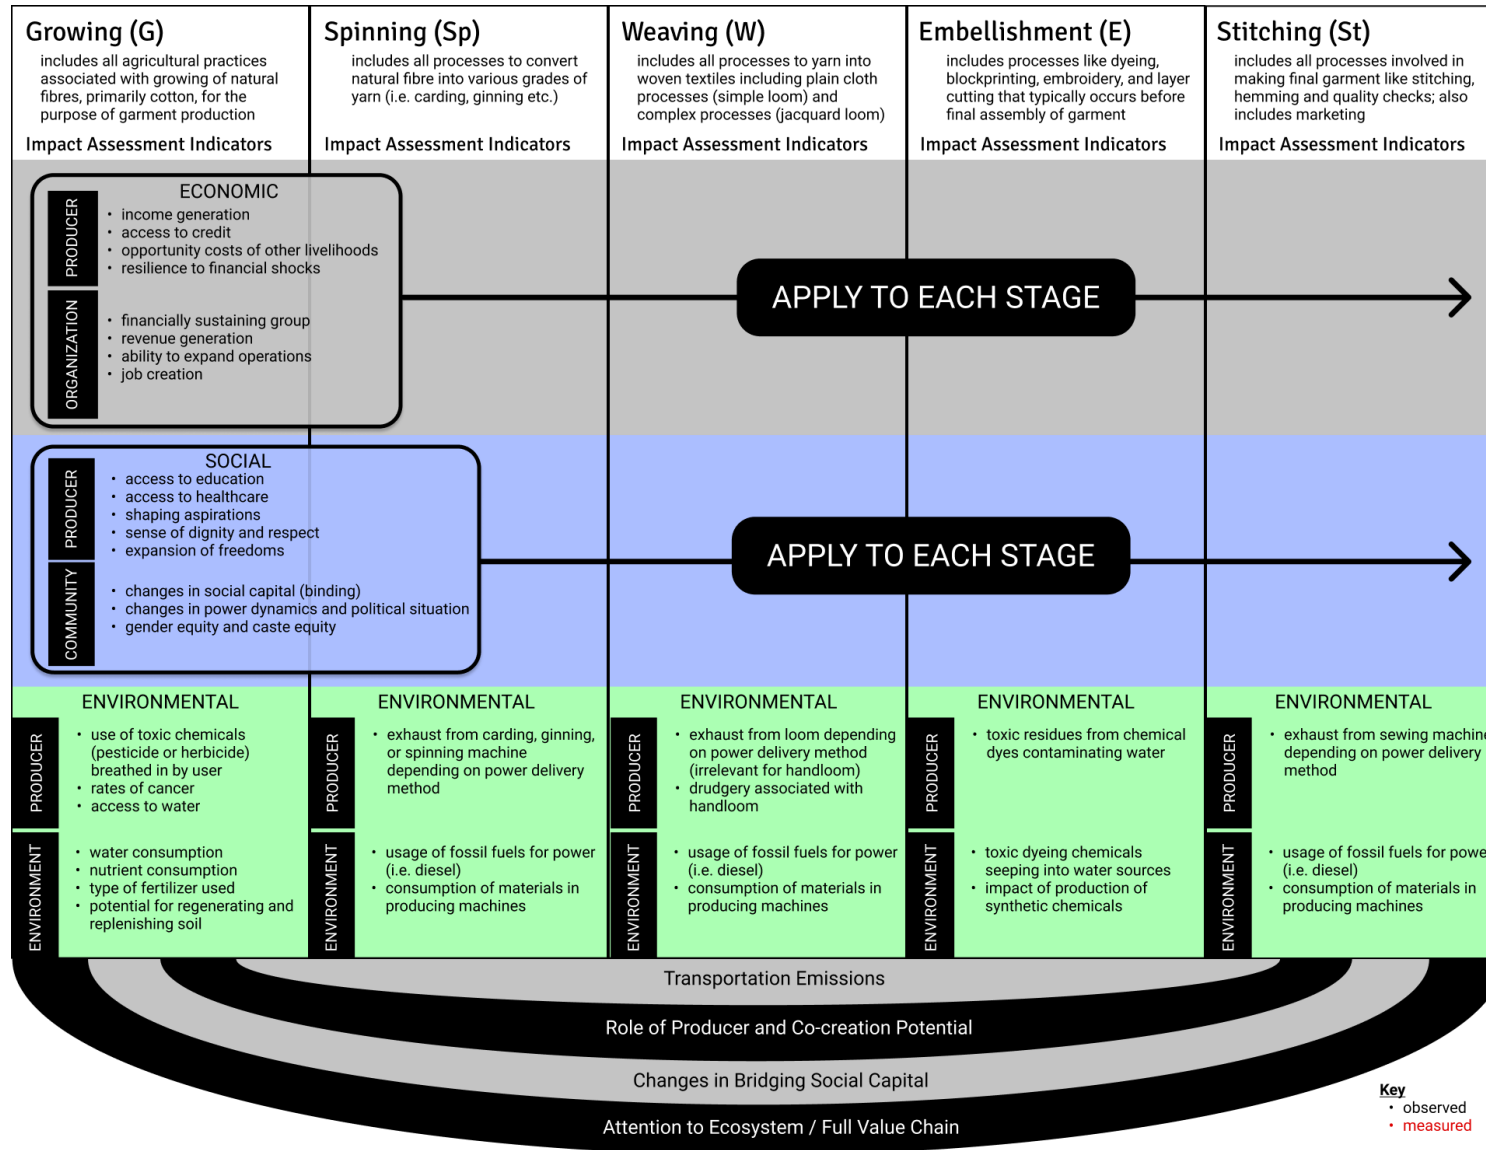 Growing (G)
includes all agricultural practices
associated with growing of natural
fibres, primarily cotton, for the
purpose of garment production
Impact Assessment Indicators
Spinning (Sp)
includes all processes to convert
natural fibre into various grades of
yarn (i.e. carding, ginning etc.)
Impact Assessment Indicators
Weaving (W)
includes all processes to yarn into
woven textiles including plain cloth
processes (simple loom) and
complex processes (jacquard loom)
Impact Assessment Indicators
Embellishment (E)
includes processes like dyeing,
blockprinting, embroidery, and layer
cutting that typically occurs before
final assembly of garment
Impact Assessment Indicators
Stitching (St)
includes all processes involved in
making final garment like stitching,
hemming and quality checks; also
includes marketing
Impact Assessment Indicators
ECONOMIC
PRODUCER
• income generation
• access to credit
• opportunity costs of other livelihoods
• resilience to financial shocks
ORGANIZATION
• financially sustaining group
• revenue generation
• ability to expand operations
• job creation
APPLY TO EACH STAGE
SOCIAL
PRODUCER
• access to education
• access to healthcare
• shaping aspirations
• sense of dignity and respect
• expansion of freedoms
COMMUNITY
• changes in social capital (binding)
• changes in power dynamics and political situation
• gender equity and caste equity
APPLY TO EACH STAGE
ENVIRONMENTAL
PRODUCER
• use of toxic chemicals
(pesticide or herbicide)
breathed in by user
• rates of cancer
• access to water
ENVIRONMENT
• water consumption
• nutrient consumption
• type of fertilizer used
• potential for regenerating and
replenishing soil
ENVIRONMENTAL
PRODUCER
• exhaust from carding, ginning,
or spinning machine
depending on power delivery
method
ENVIRONMENT
• usage of fossil fuels for power
(i.e. diesel)
• consumption of materials in
producing machines
ENVIRONMENTAL
PRODUCER
• exhaust from loom depending
on power delivery method
(irrelevant for handloom)
• drudgery associated with
handloom
ENVIRONMENT
• usage of fossil fuels for power
(i.e. diesel)
• consumption of materials in
producing machines
ENVIRONMENTAL
PRODUCER
• toxic residues from chemical
dyes contaminating water
ENVIRONMENT
• toxic dyeing chemicals
seeping into water sources
• impact of production of
synthetic chemicals
ENVIRONMENTAL
PRODUCER
• exhaust from sewing machine
depending on power delivery
method
ENVIRONMENT
• usage of fossil fuels for power
(i.e. diesel)
• consumption of materials in
producing machines
Transportation Emissions
Role of Producer and Co-creation Potential
Changes in Bridging Social Capital
Attention to Ecosystem / Full Value Chain
Key
• observed
• measured